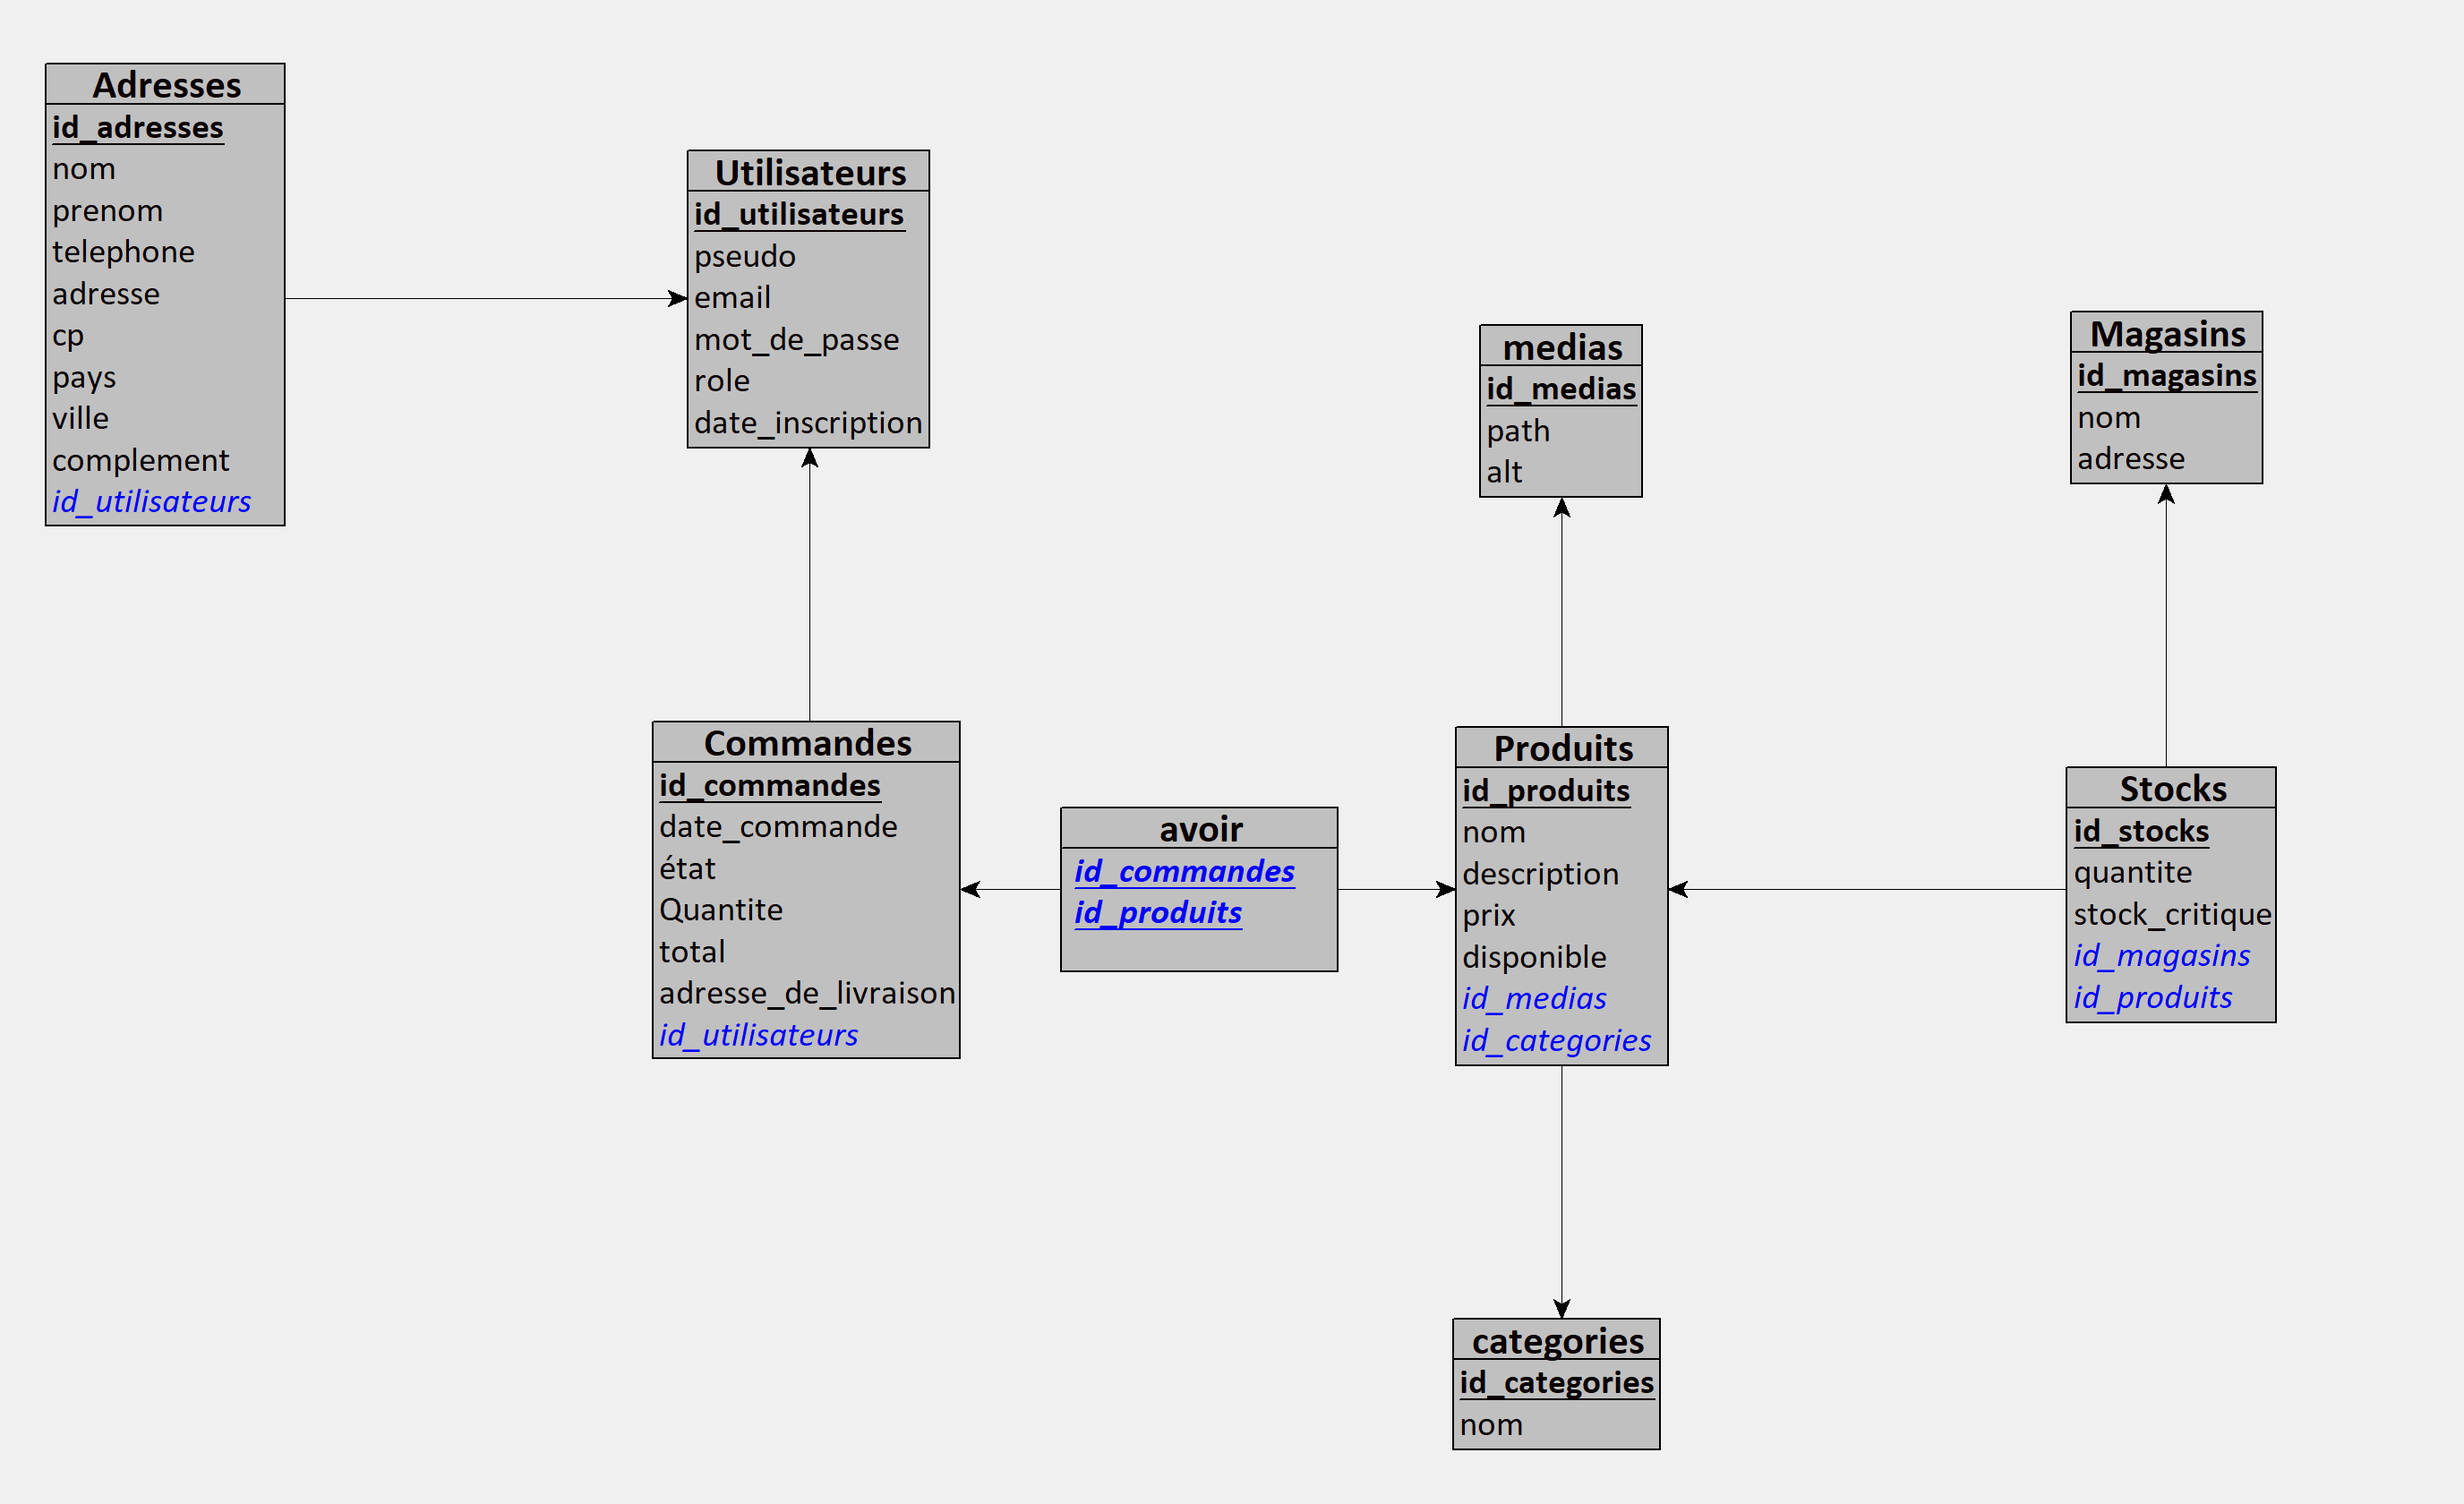 Adresses
id_adresses
nom
prenom
telephone
adresse
cp
pays
ville
complement
id_utilisateurs
Utilisateurs
id_utilisateurs
pseudo
email
mot_de_passe
role
date_inscription
medias
id_medias
path
alt
Magasins
id_magasins
nom
adresse
Commandes
id_commandes
date_commande
état
Quantite
total
adresse_de_livraison
id_utilisateurs
avoir
id_commandes
id_produits
Produits
id_produits
nom
description
prix
disponible
id_medias
id_categories
Stocks
id_stocks
quantite
stock_critique
id_magasins
id_produits
categories
id_categories
nom